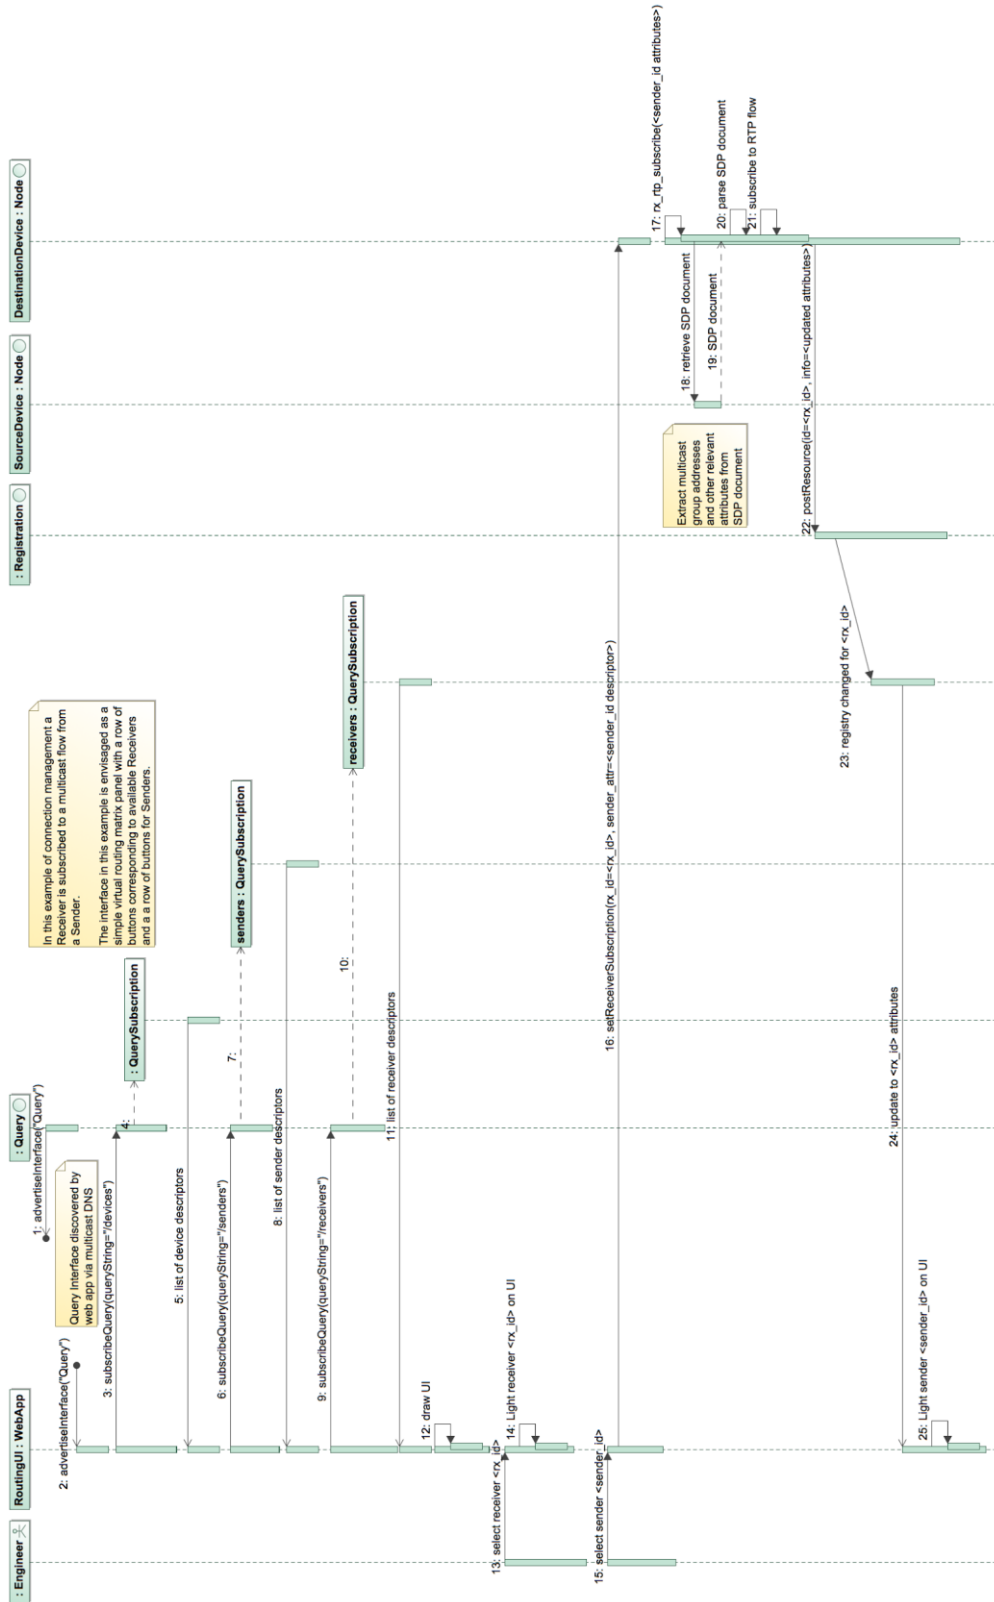 : Engineer
RoutingUI : WebApp
: Query
: Registration
SourceDevice : Node
DestinationDevice : Node
1: advertiseInterface("Query")
Query Interface discovered by
web app via multicast DNS
2: advertiseInterface("Query")
In this example of connection management a
Receiver is subscribed to a multicast flow from
a Sender.
The interface in this example is envisaged as a
simple virtual routing matrix panel with a row of
buttons corresponding to available Receivers
and a a row of buttons for Senders.
3: subscribeQuery(queryString="/devices")
4:
: QuerySubscription
5: list of device descriptors
6: subscribeQuery(queryString="/senders")
7:
senders : QuerySubscription
8: list of sender descriptors
9: subscribeQuery(queryString="/receivers")
10:
receivers : QuerySubscription
11: list of receiver descriptors
12: draw UI
13: select receiver <rx_id>
14: Light receiver <rx_id> on UI
15: select sender <sender_id>
16: setReceiverSubscription(rx_id=<rx_id>, sender_attr=<sender_id descriptor>)
17: rx_rtp_subscribe(<sender_id attributes>)
18: retrieve SDP document
19: SDP document
Extract multicast
group addresses
and other relevant
attributes from
SDP document
20: parse SDP document
21: subscribe to RTP flow
22: postResource(id=<rx_id>, info=<updated attributes>)
23: registry changed for <rx_id>
24: update to <rx_id> attributes
25: Light sender <sender_id> on UI